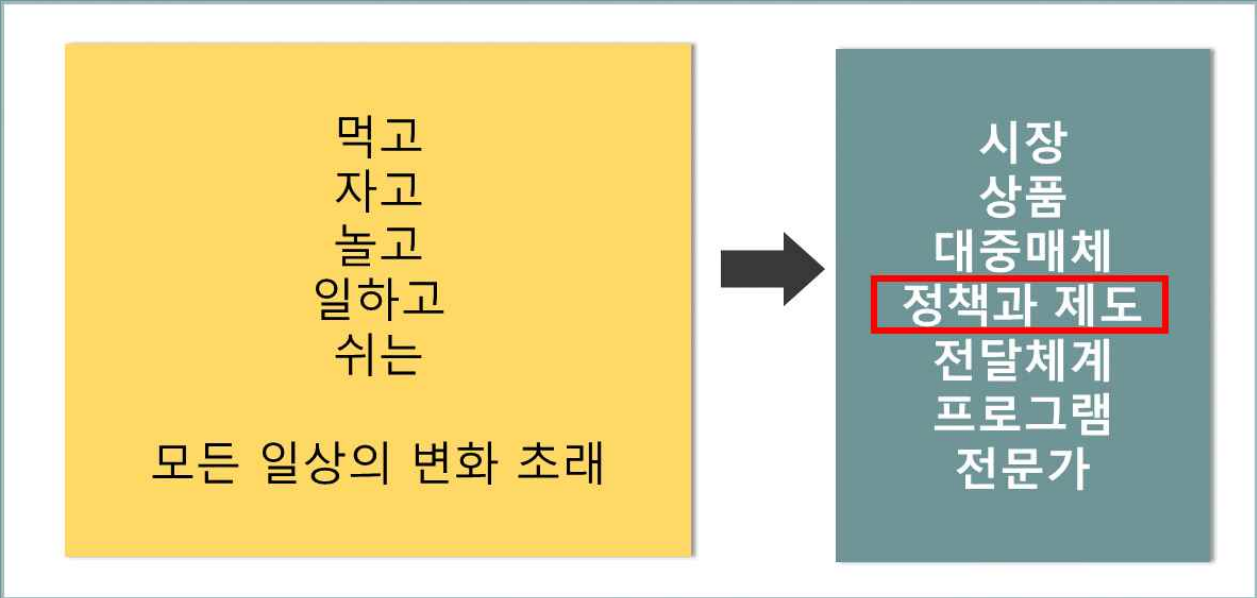 먹고
자고
놀고
일하고
쉬는
모든 일상의 변화 초래
시장
상품
대중매체
정책과 제도
전달체계
프로그램
전문가